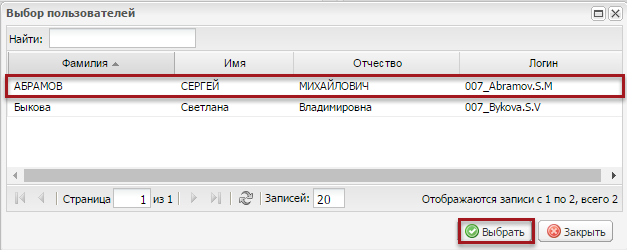 Выбор пользователей
Найти:
Фамилия Имя Отчество Логин
АБРАМОВ СЕРГЕЙ МИХАЙЛОВИЧ 007_Abramov.S.M
Быкова Светлана Владимировна 007_Bykova.S.V
Страница 1 из 1 Записей: 20 Отображаются записи с 1 по 2, всего 2
Выбрать Закрыть